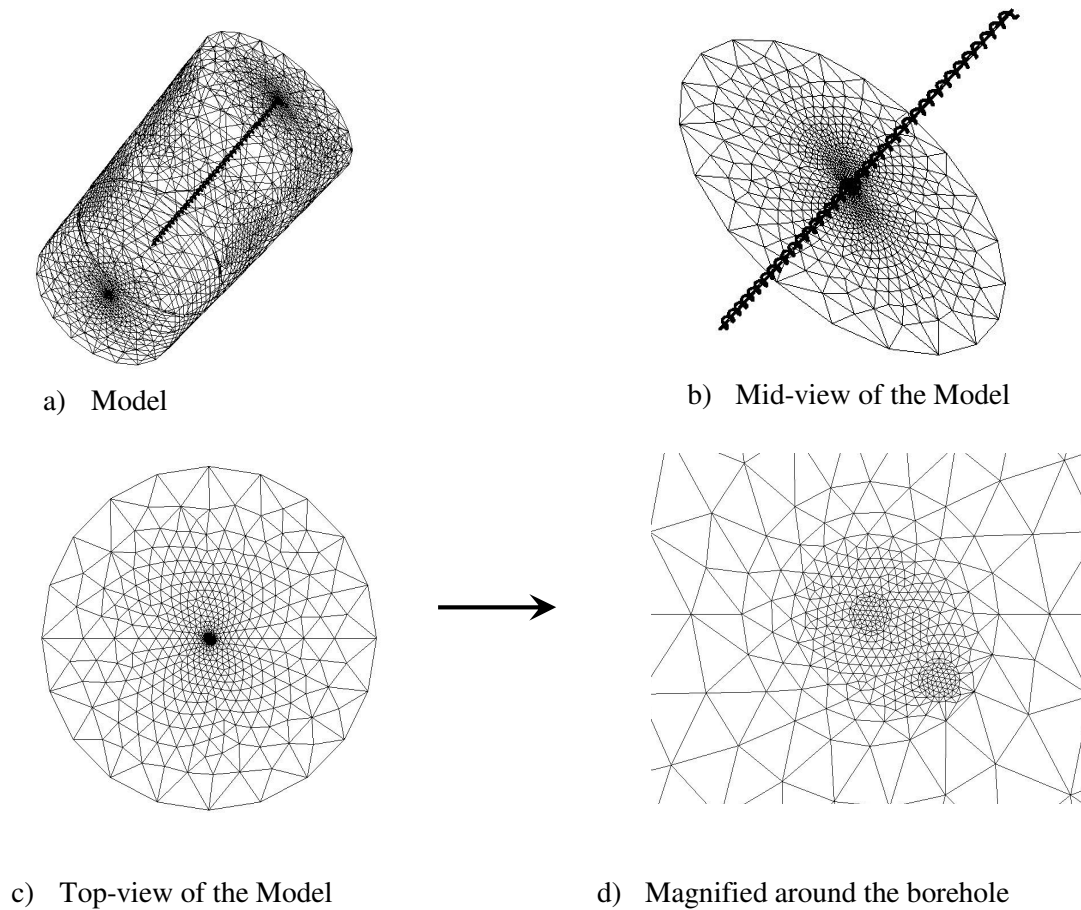 a) Model
b) Mid-view of the Model
c) Top-view of the Model
d) Magnified around the borehole